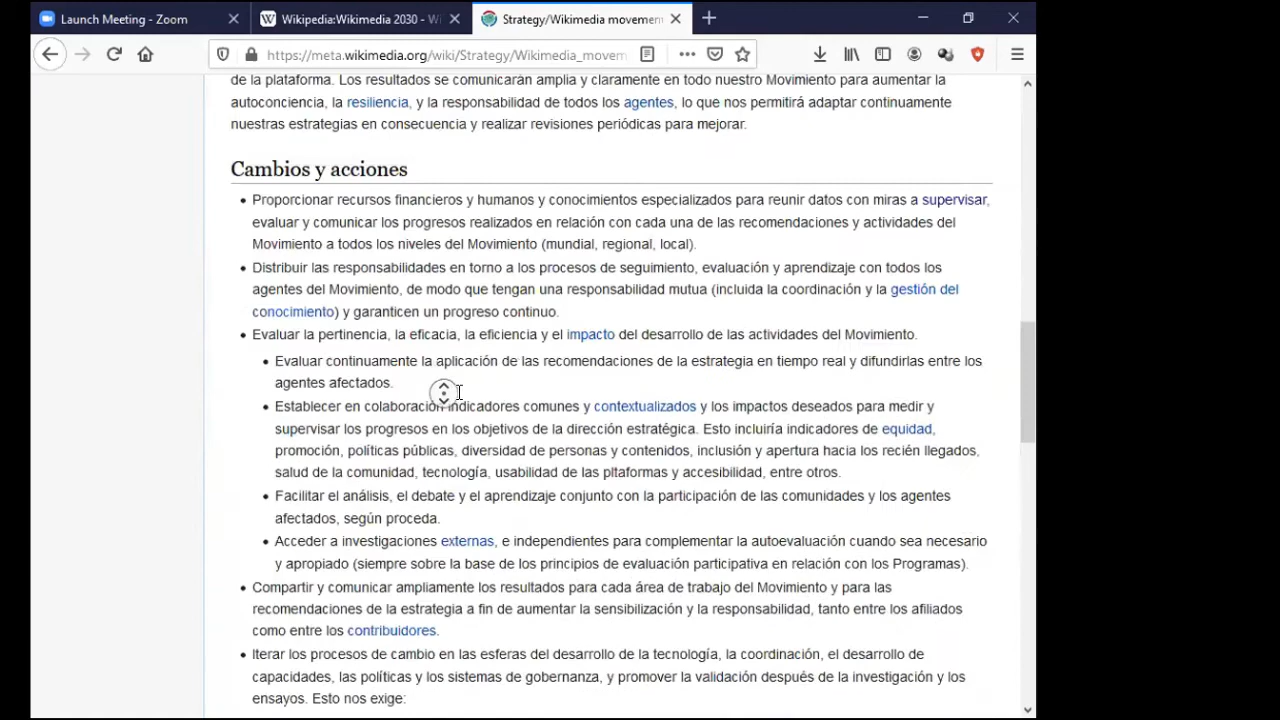 Launch Meeting - Zoom
Wikipedia:Wikimedia 2030 - Wi
Strategy/Wikimedia movemen
https://meta.wikimedia.org/wiki/Strategy/Wikimedia_movem
de la plataforma. Los resultados se comunicarán amplia y claramente en todo nuestro Movimiento para aumentar la
autoconciencia, la resiliencia, y la responsabilidad de todos los agentes, lo que nos permitirá adaptar continuamente
nuestras estrategias en consecuencia y realizar revisiones periódicas para mejorar.
Cambios y acciones
• Proporcionar recursos financieros y humanos y conocimientos especializados para reunir datos con miras a supervisar,
evaluar y comunicar los progresos realizados en relación con cada una de las recomendaciones y actividades del
Movimiento a todos los niveles del Movimiento (mundial, regional, local).
• Distribuir las responsabilidades en torno a los procesos de seguimiento, evaluación y aprendizaje con todos los
agentes del Movimiento, de modo que tengan una responsabilidad mutua (incluida la coordinación y la gestión del
conocimiento) y garanticen un progreso continuo.
• Evaluar la pertinencia, la eficacia, la eficiencia y el impacto del desarrollo de las actividades del Movimiento.
• Evaluar continuamente la aplicación de las recomendaciones de la estrategia en tiempo real y difundirlas entre los
agentes afectados.
• Establecer en colaboración indicadores comunes y contextualizados y los impactos deseados para medir y
supervisar los progresos en los objetivos de la dirección estratégica. Esto incluiría indicadores de equidad,
promoción, políticas públicas, diversidad de personas y contenidos, inclusión y apertura hacia los recién llegados,
salud de la comunidad, tecnología, usabilidad de las pltaformas y accesibilidad, entre otros.
• Facilitar el análisis, el debate y el aprendizaje conjunto con la participación de las comunidades y los agentes
afectados, según proceda.
• Acceder a investigaciones externas, e independientes para complementar la autoevaluación cuando sea necesario
y apropiado (siempre sobre la base de los principios de evaluación participativa en relación con los Programas).
• Compartir y comunicar ampliamente los resultados para cada área de trabajo del Movimiento y para las
recomendaciones de la estrategia a fin de aumentar la sensibilización y la responsabilidad, tanto entre los afiliados
como entre los contribuidores.
• Iterar los procesos de cambio en las esferas del desarrollo de la tecnología, la coordinación, el desarrollo de
capacidades, las políticas y los sistemas de gobernanza, y promover la validación después de la investigación y los
ensayos. Esto nos exige: